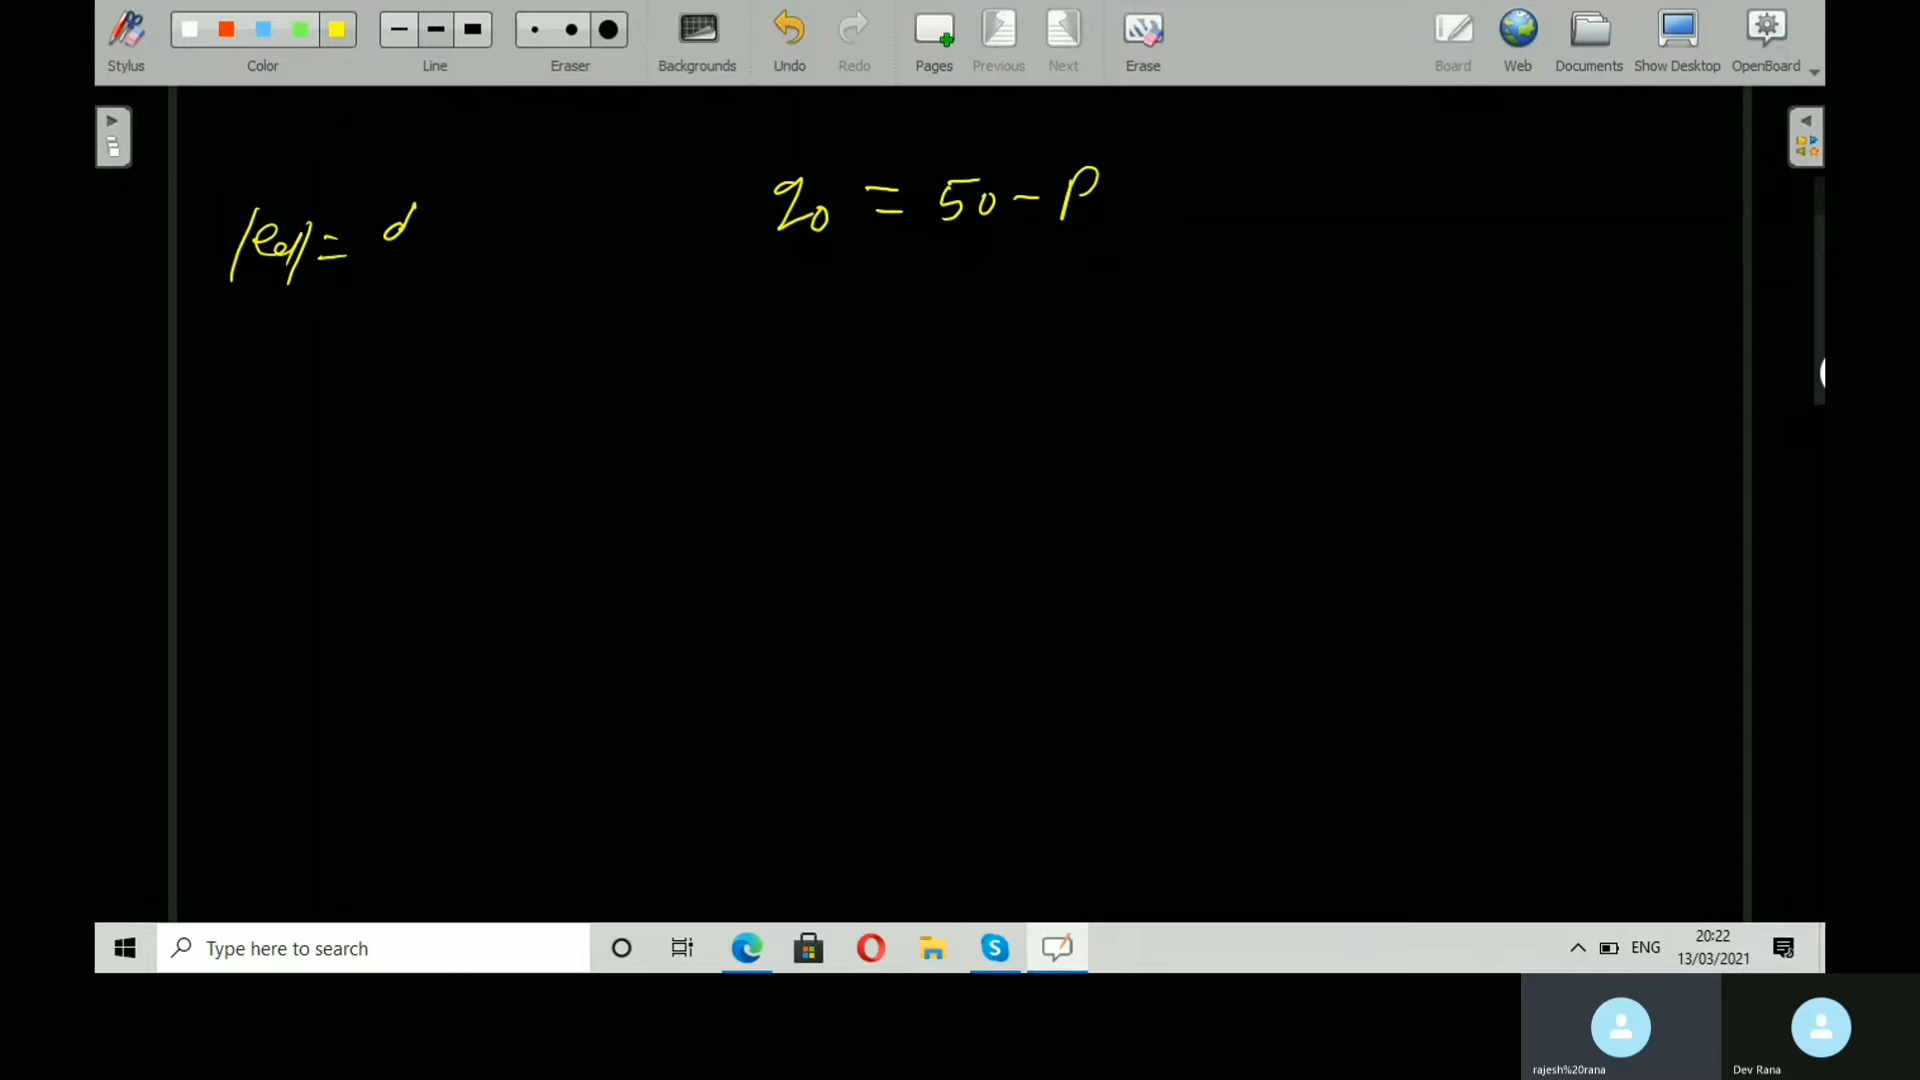 Stylus Color Line Eraser Backgrounds Undo Redo Pages Previous Next Erase Board Web Documents Show Desktop OpenBoard
q₀ = 50 - P
|ed| = d
Type here to search
ENG
20:22
13/03/2021
rajesh%20rana
Dev Rana